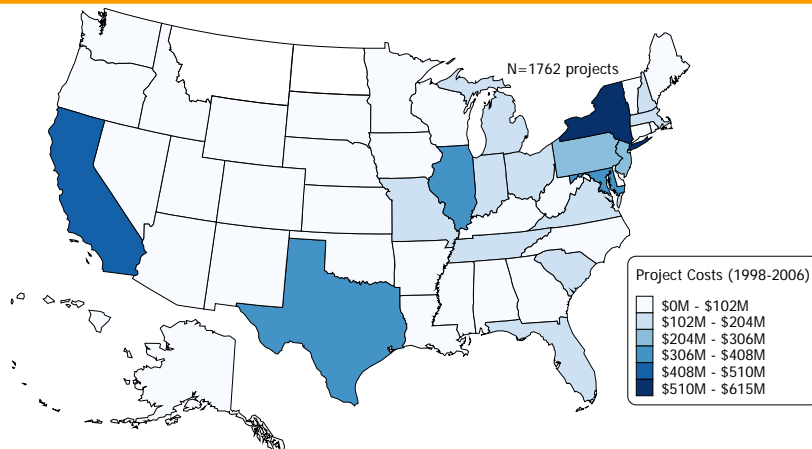 N=1762 projects
Project Costs (1998-2006)
$0M - $102M
$102M - $204M
$204M - $306M
$306M - $408M
$408M - $510M
$510M - $615M